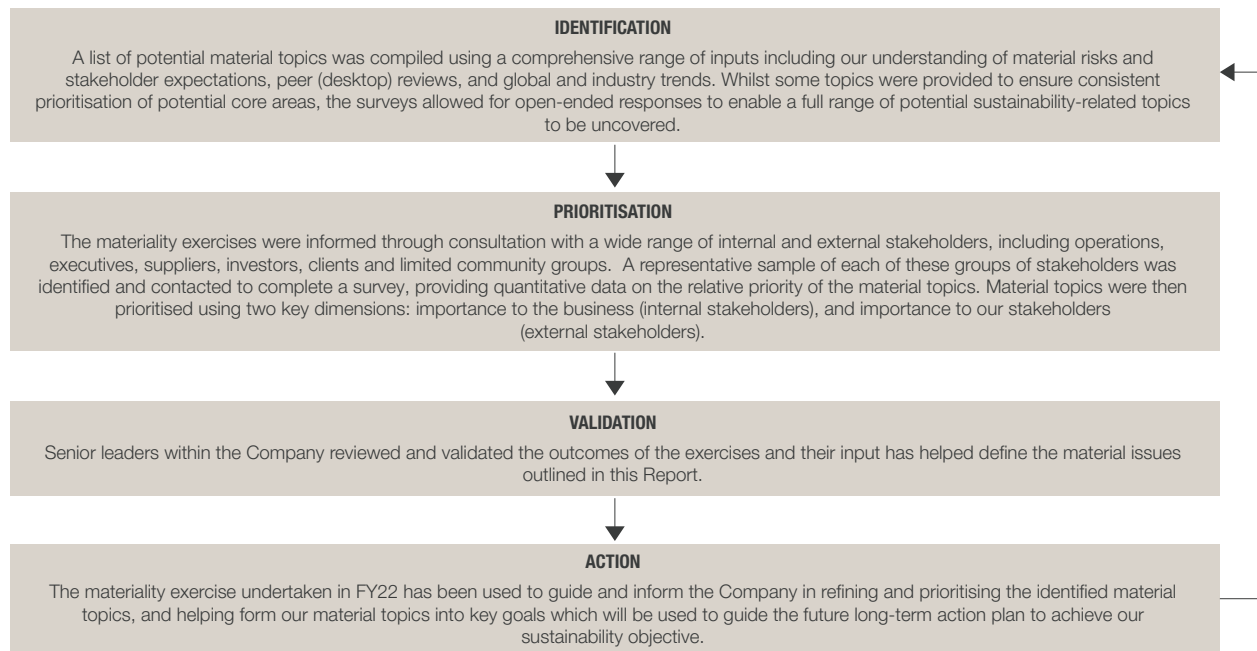 IDENTIFICATION
A list of potential material topics was compiled using a comprehensive range of inputs including our understanding of material risks and
stakeholder expectations, peer (desktop) reviews, and global and industry trends. Whilst some topics were provided to ensure consistent
prioritisation of potential core areas, the surveys allowed for open-ended responses to enable a full range of potential sustainability-related topics
to be uncovered.
PRIORITISATION
The materiality exercises were informed through consultation with a wide range of internal and external stakeholders, including operations,
executives, suppliers, investors, clients and limited community groups. A representative sample of each of these groups of stakeholders was
identified and contacted to complete a survey, providing quantitative data on the relative priority of the material topics. Material topics were then
prioritised using two key dimensions: importance to the business (internal stakeholders), and importance to our stakeholders
(external stakeholders).
VALIDATION
Senior leaders within the Company reviewed and validated the outcomes of the exercises and their input has helped define the material issues
outlined in this Report.
ACTION
The materiality exercise undertaken in FY22 has been used to guide and inform the Company in refining and prioritising the identified material
topics, and helping form our material topics into key goals which will be used to guide the future long-term action plan to achieve our
sustainability objective.